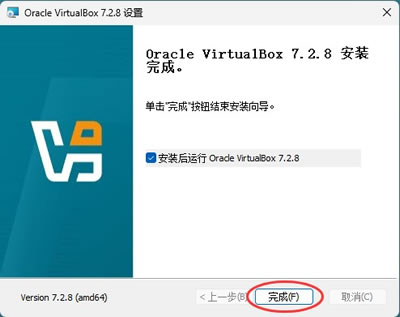 Oracle VirtualBox 7.2.8 设置
Oracle VirtualBox 7.2.8 安装
完成。
单击"完成"按钮结束安装向导。
安装后运行 Oracle VirtualBox 7.2.8
Version 7.2.8 (amd64)
< 上一步(B)
完成(F)
取消(C)